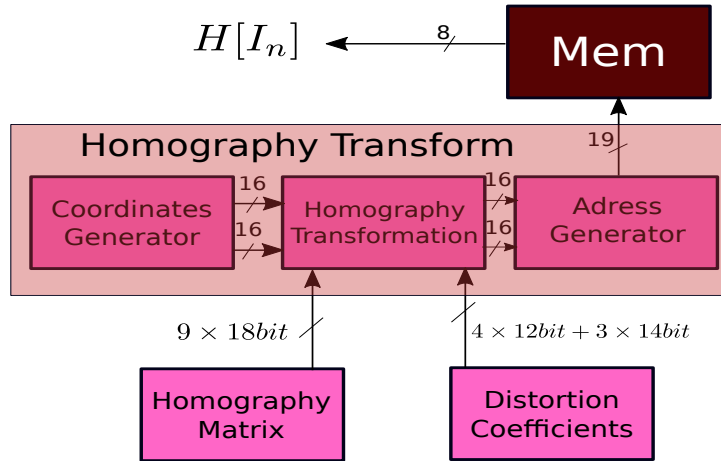 H[I_n]
8
Mem
Homography Transform
19
Coordinates
Generator
16
16
Homography
Transformation
16
16
Adress
Generator
9 × 18bit
4 × 12bit + 3 × 14bit
Homography
Matrix
Distortion
Coefficients